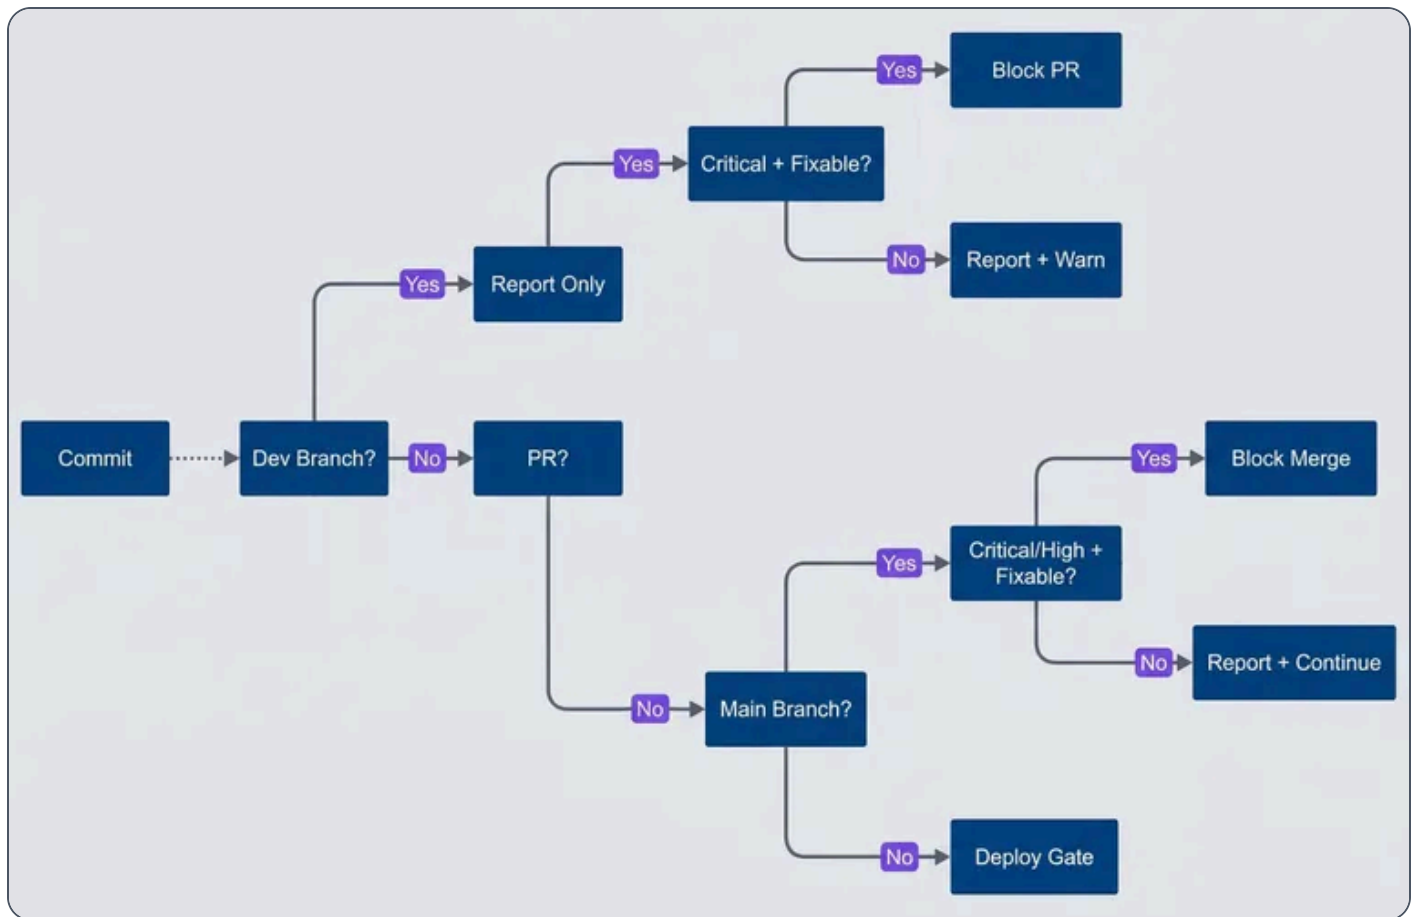 Yes
Block PR
Yes
Critical + Fixable?
No
Report + Warn
Yes
Report Only
Commit
Dev Branch?
No
PR?
Yes
Block Merge
Yes
Critical/High +
Fixable?
No
Report + Continue
No
Main Branch?
No
Deploy Gate